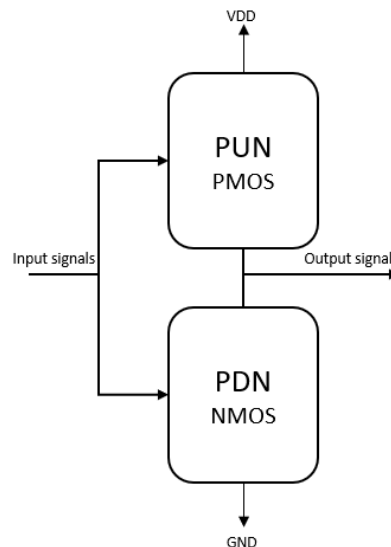 VDD
PUN
PMOS
Input signals
Output signal
PDN
NMOS
GND